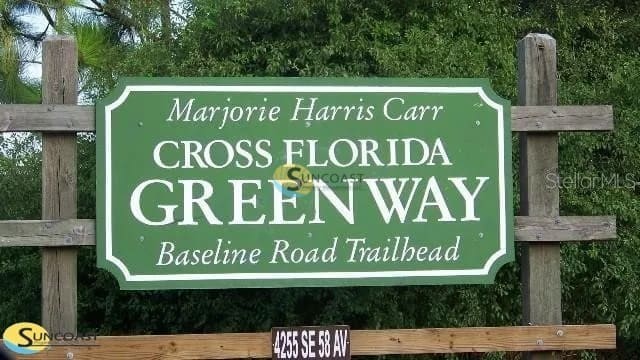 Marjorie Harris Carr
CROSS FLORIDA
GREENWAY
Baseline Road Trailhead
4255 SE 58 AV
SUNCOAST
StellarMLS
SUNCOAST